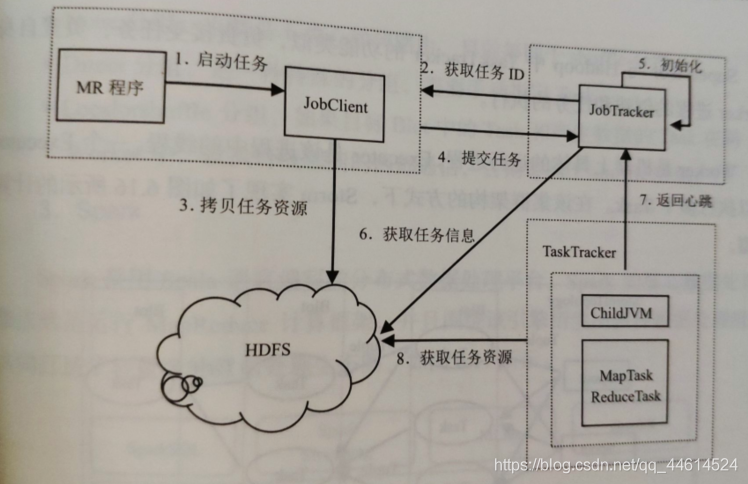 1. 启动任务
MR 程序
JobClient
2. 获取任务 ID
5. 初始化
JobTracker
4. 提交任务
3. 拷贝任务资源
6. 获取任务信息
7. 返回心跳
TaskTracker
ChildJVM
HDFS
8. 获取任务资源
MapTask
ReduceTask
https://blog.csdn.net/qq_44614524